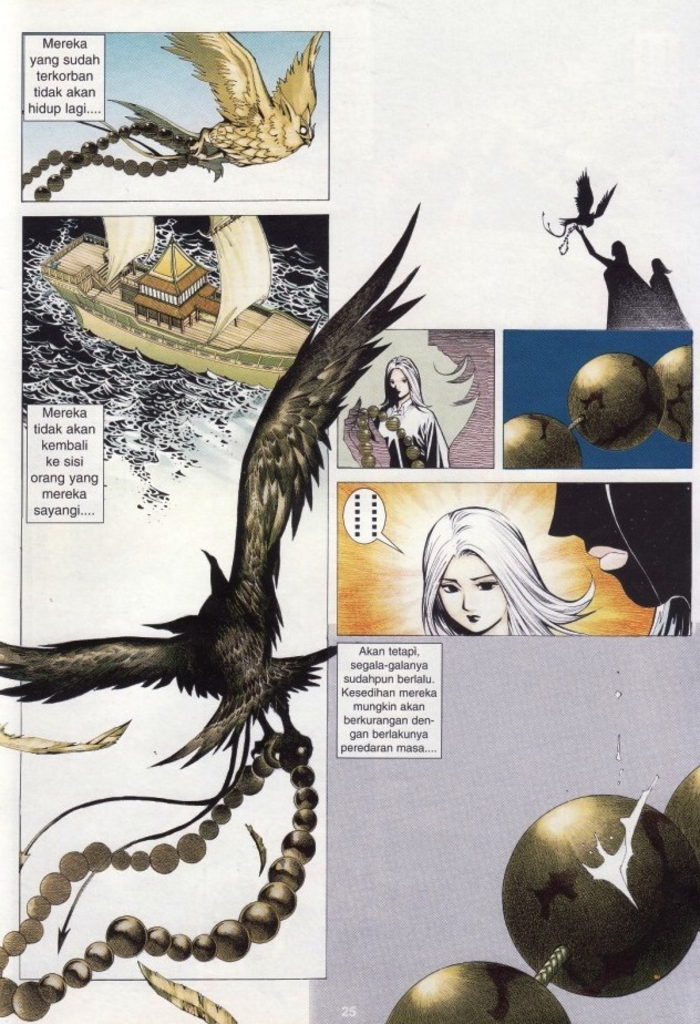 Mereka
yang sudah
terkorban
tidak akan
hidup lagi....
Mereka
tidak akan
kembali
ke sisi
orang yang
mereka
sayangi....
Akan tetapi,
segala-galanya
sudahpun berlalu.
Kesedihan mereka
mungkin akan
berkurangan den-
gan berlakunya
peredaran masa....
25